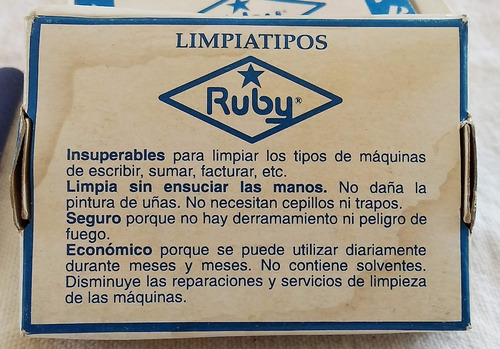 LIMPIATIPOS
Ruby®
Insuperables para limpiar los tipos de máquinas
de escribir, sumar, facturar, etc.
Limpia sin ensuciar las manos. No daña la
pintura de uñas. No necesitan cepillos ni trapos.
Seguro porque no hay derramamiento ni peligro de
fuego.
Económico porque se puede utilizar diariamente
durante meses y meses. No contiene solventes.
Disminuye las reparaciones y servicios de limpieza
de las máquinas.